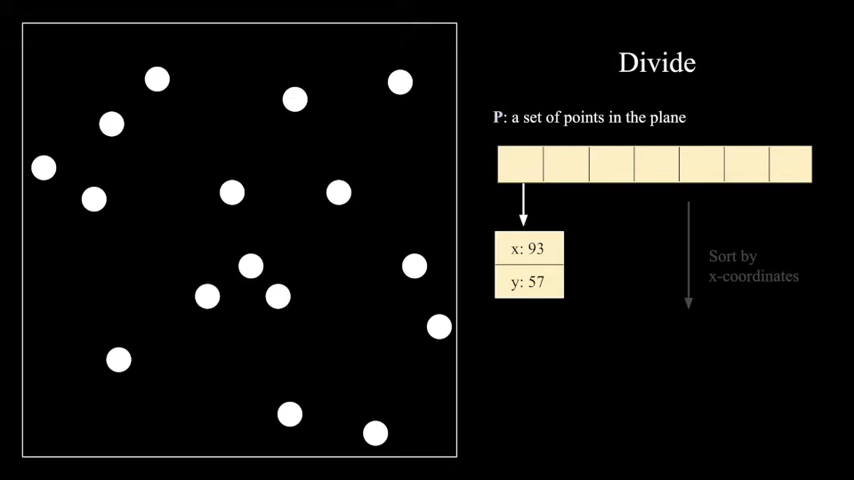 Divide
P: a set of points in the plane
x: 93
y: 57
Sort by
x-coordinates